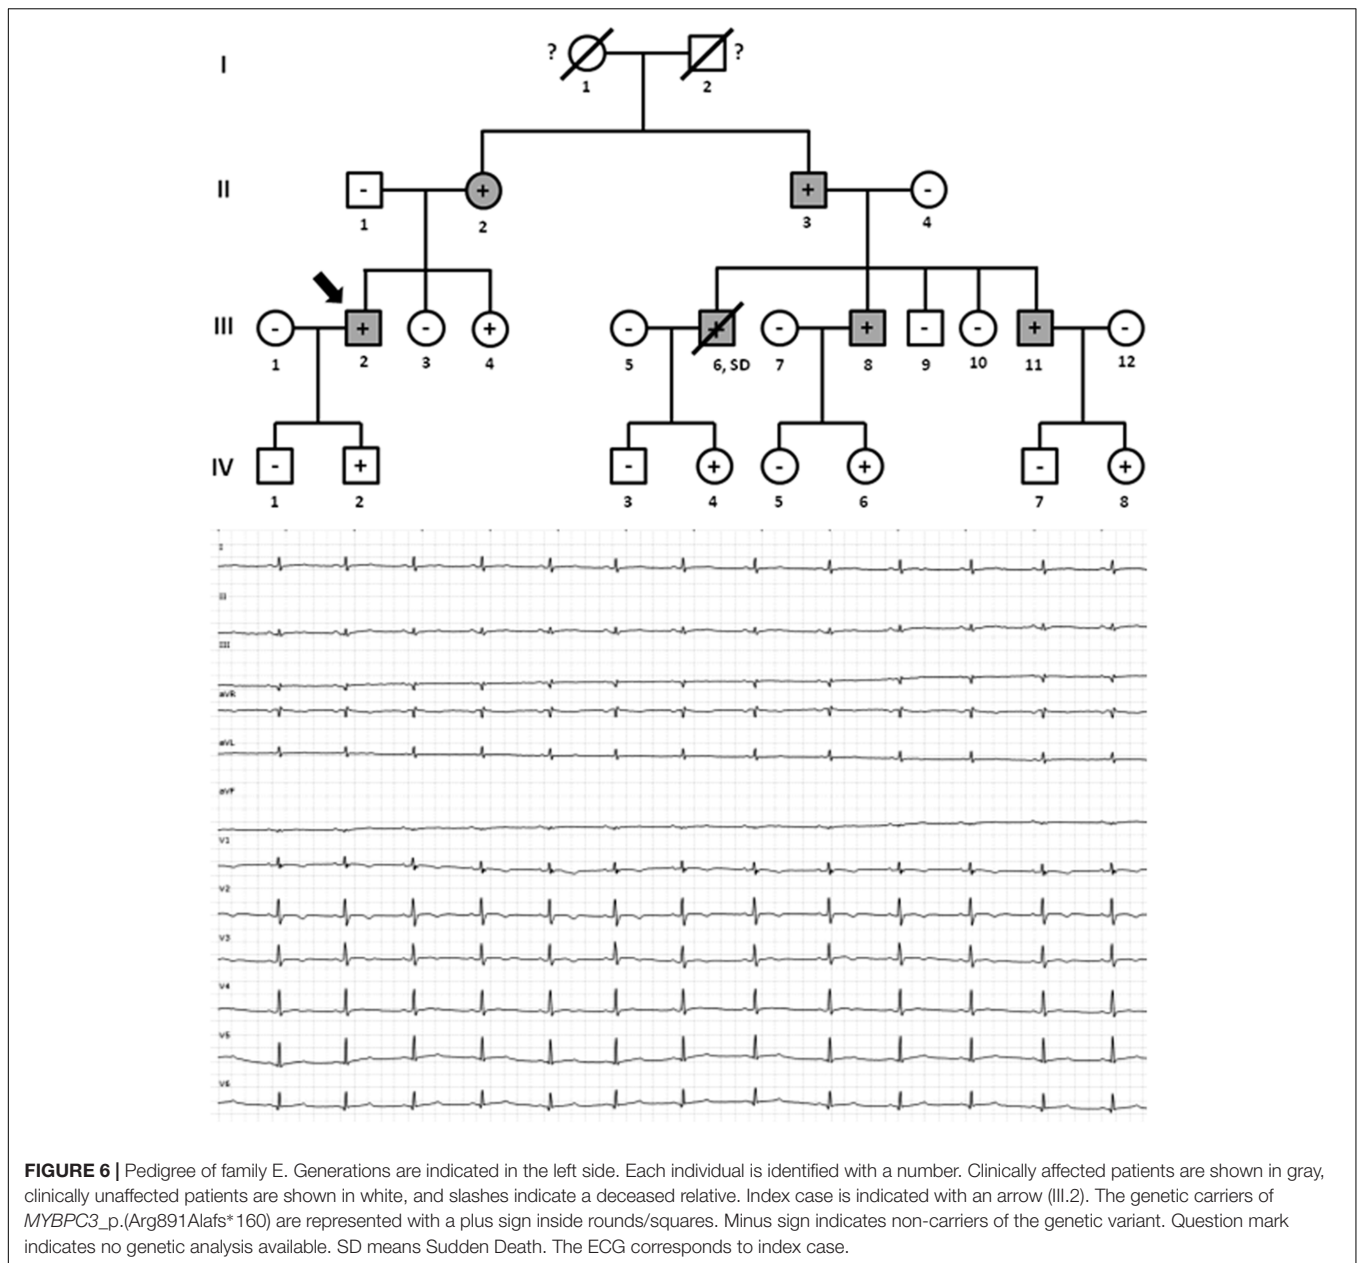 ? ?
I
1 2
II
- + + -
1 2 3 4
III
- + - + - + - + - - + -
1 2 3 4 5 6, SD 7 8 9 10 11 12
IV
- + - + - + - +
1 2 3 4 5 6 7 8
I
II
III
aVR
aVL
aVF
V1
V2
V3
V4
V5
V6
FIGURE 6 | Pedigree of family E. Generations are indicated in the left side. Each individual is identified with a number. Clinically affected patients are shown in gray,
clinically unaffected patients are shown in white, and slashes indicate a deceased relative. Index case is indicated with an arrow (III.2). The genetic carriers of
MYBPC3_p.(Arg891Alafs*160) are represented with a plus sign inside rounds/squares. Minus sign indicates non-carriers of the genetic variant. Question mark
indicates no genetic analysis available. SD means Sudden Death. The ECG corresponds to index case.